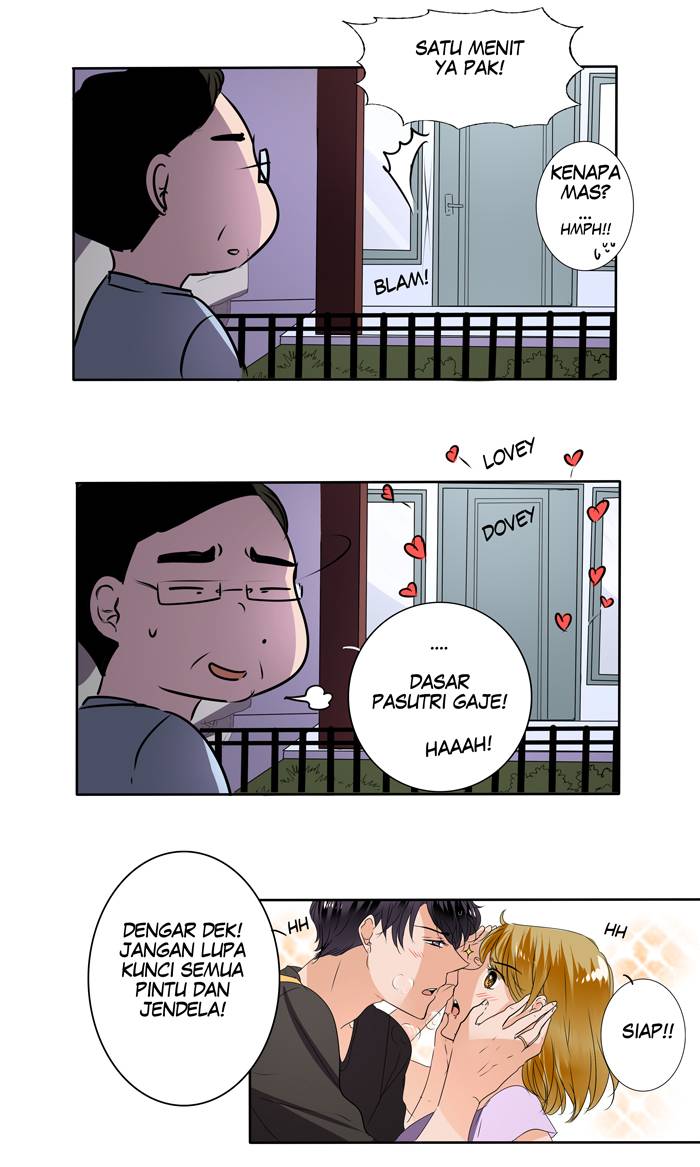 SATU MENIT
YA PAK!
KENAPA
MAS?
...
HMPH!!
BLAM!
LOVEY
DOVEY
....
DASAR
PASUTRI GAJE!
HAAAH!
DENGAR DEK!
JANGAN LUPA
KUNCI SEMUA
PINTU DAN
JENDELA!
HH
HH
SIAP!!